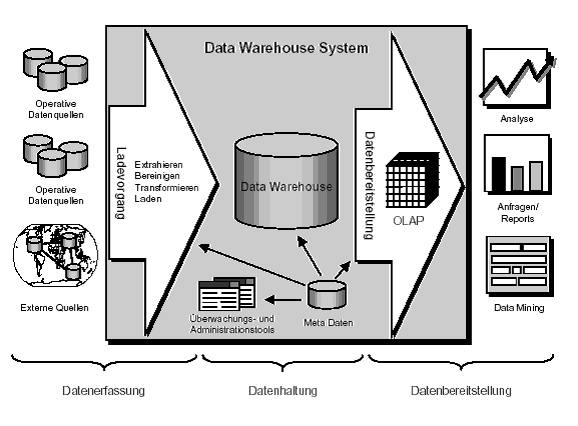 Data Warehouse System
Operative
Datenquellen
Operative
Datenquellen
Externe Quellen
Ladevorgang
Extrahieren
Bereinigen
Transformieren
Laden
Data Warehouse
Überwachungs- und
Administrationstools
Meta Daten
Datenbereitstellung
OLAP
Analyse
Anfragen/
Reports
Data Mining
Datenerfassung
Datenhaltung
Datenbereitstellung